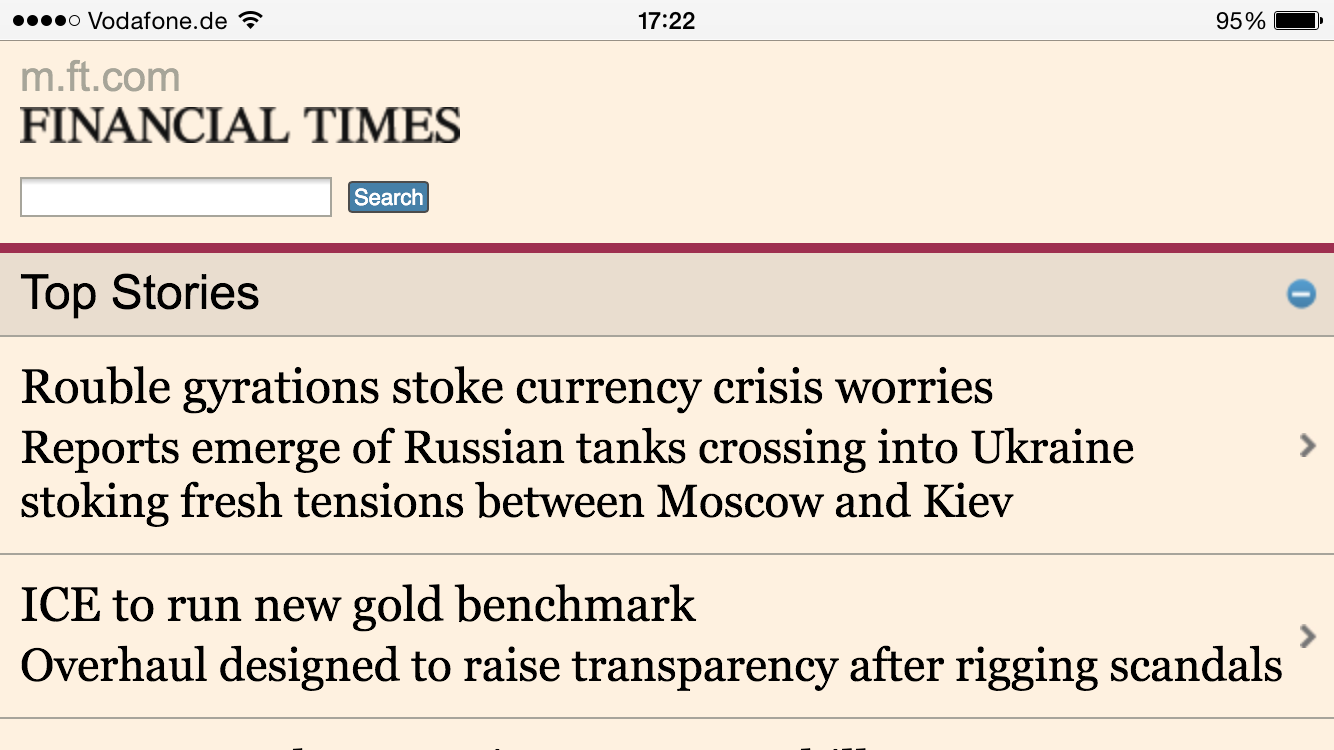 Vodafone.de 17:22 95%
m.ft.com
FINANCIAL TIMES
Search
Top Stories
Rouble gyrations stoke currency crisis worries
Reports emerge of Russian tanks crossing into Ukraine
stoking fresh tensions between Moscow and Kiev
ICE to run new gold benchmark
Overhaul designed to raise transparency after rigging scandals